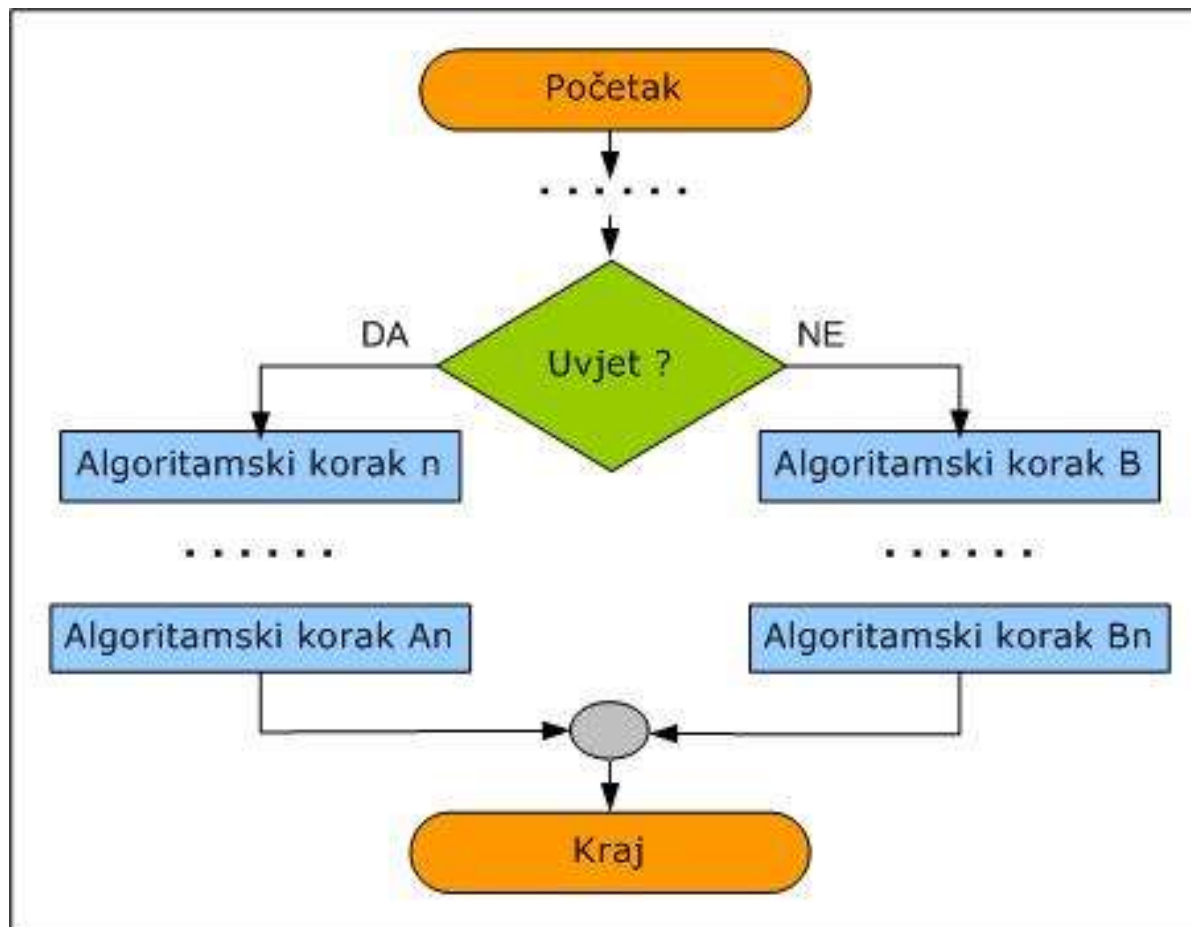 Početak
DA
NE
Uvjet ?
Algoritamski korak n
Algoritamski korak B
Algoritamski korak An
Algoritamski korak Bn
Kraj